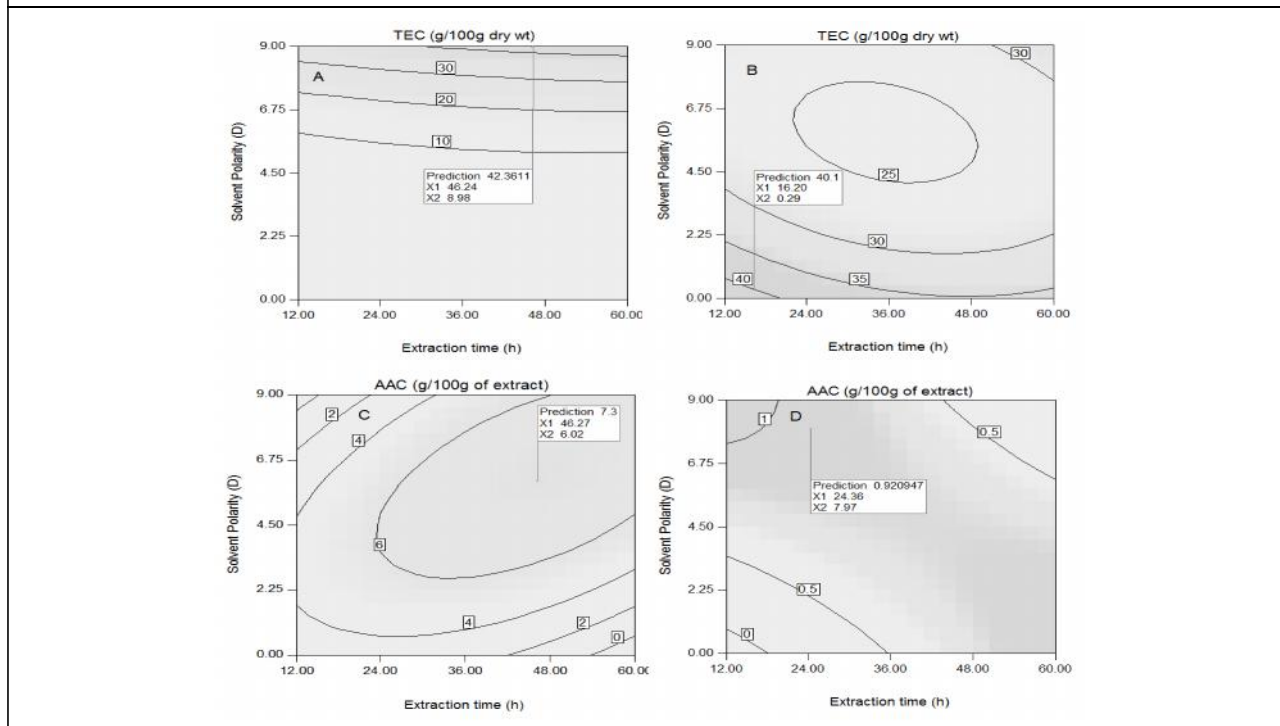 TEC (g/100g dry wt)
9.00
6.75
4.50
2.25
0.00
Solvent Polarity (D)
A
30
20
10
Prediction 42.3611
X1 46.24
X2 8.98
12.00 24.00 36.00 48.00 60.00
Extraction time (h)
TEC (g/100g dry wt)
9.00
6.75
4.50
2.25
0.00
Solvent Polarity (D)
B
30
25
Prediction 40.1
X1 16.20
X2 0.29
30
40
35
12.00 24.00 36.00 48.00 60.00
Extraction time (h)
AAC (g/100g of extract)
9.00
6.75
4.50
2.25
0.00
Solvent Polarity (D)
2
C
4
Prediction 7.3
X1 46.27
X2 6.02
6
4
2
0
12.00 24.00 36.00 48.00 60.0
Extraction time (h)
AAC (g/100g of extract)
9.00
6.75
4.50
2.25
0.00
Solvent Polarity (D)
1
D
0.5
Prediction 0.920947
X1 24.36
X2 7.97
0.5
0
12.00 24.00 36.00 48.00 60.00
Extraction time (h)